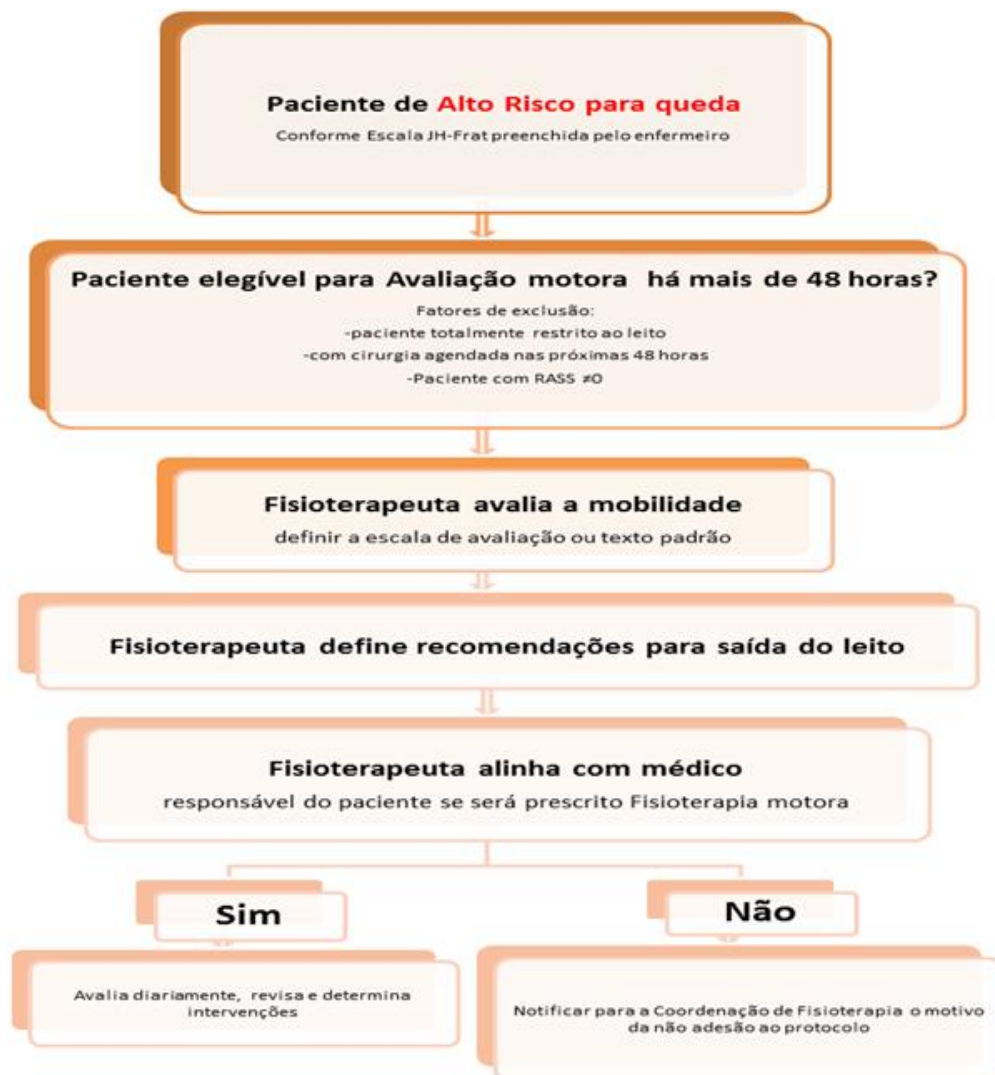 Paciente de Alto Risco para queda
Conforme Escala JH-Frat preenchida pelo enfermeiro
Paciente elegível para Avaliação motora há mais de 48 horas?
Fatores de exclusão:
-paciente totalmente restrito ao leito
-com cirurgia agendada nas próximas 48 horas
-Paciente com RASS ≠0
Fisioterapeuta avalia a mobilidade
definir a escala de avaliação ou texto padrão
Fisioterapeuta define recomendações para saída do leito
Fisioterapeuta alinha com médico
responsável do paciente se será prescrito Fisioterapia motora
Sim
Avalia diariamente, revisa e determina
intervenções
Não
Notificar para a Coordenação de Fisioterapia o motivo
da não adesão ao protocolo